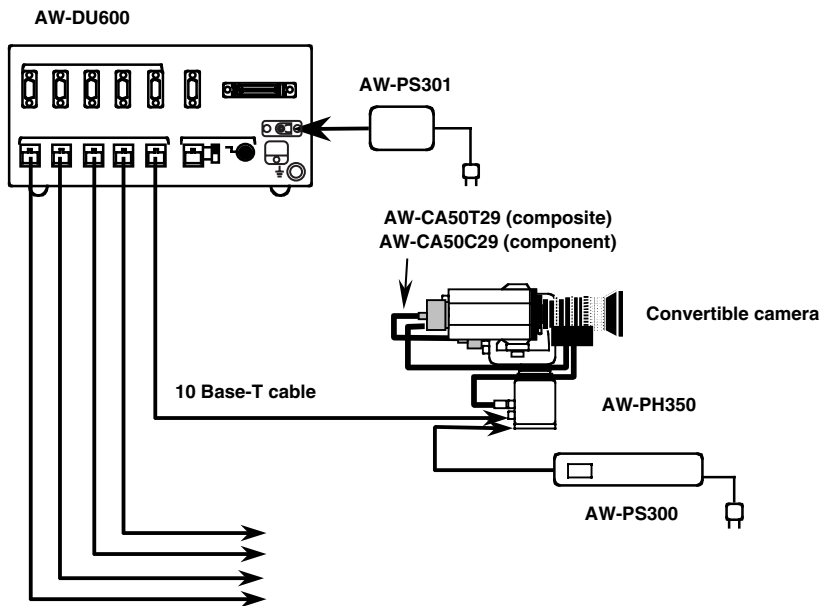 AW-DU600
AW-PS301
AW-CA50T29 (composite)
AW-CA50C29 (component)
Convertible camera
10 Base-T cable
AW-PH350
AW-PS300